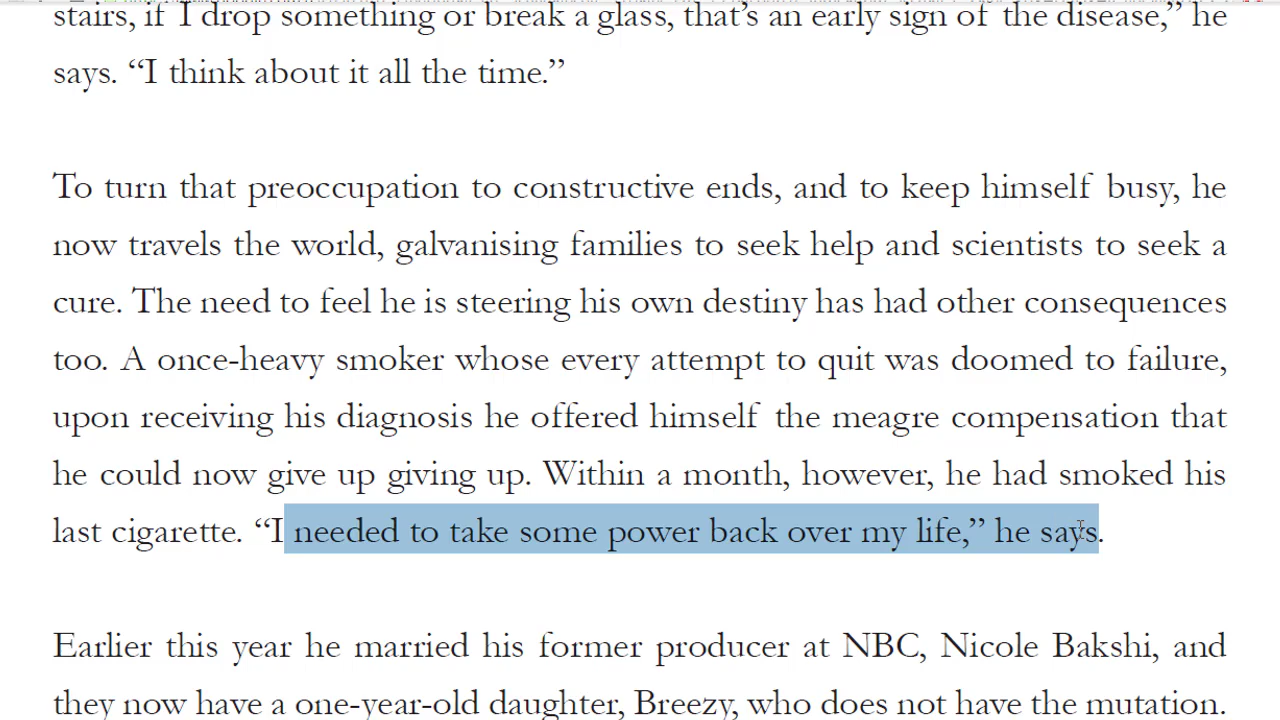 stairs, if I drop something or break a glass, that’s an early sign of the disease,” he
says. “I think about it all the time.”
To turn that preoccupation to constructive ends, and to keep himself busy, he
now travels the world, galvanising families to seek help and scientists to seek a
cure. The need to feel he is steering his own destiny has had other consequences
too. A once-heavy smoker whose every attempt to quit was doomed to failure,
upon receiving his diagnosis he offered himself the meagre compensation that
he could now give up giving up. Within a month, however, he had smoked his
last cigarette. “I needed to take some power back over my life,” he says.
Earlier this year he married his former producer at NBC, Nicole Bakshi, and
they now have a one-year-old daughter, Breezy, who does not have the mutation.